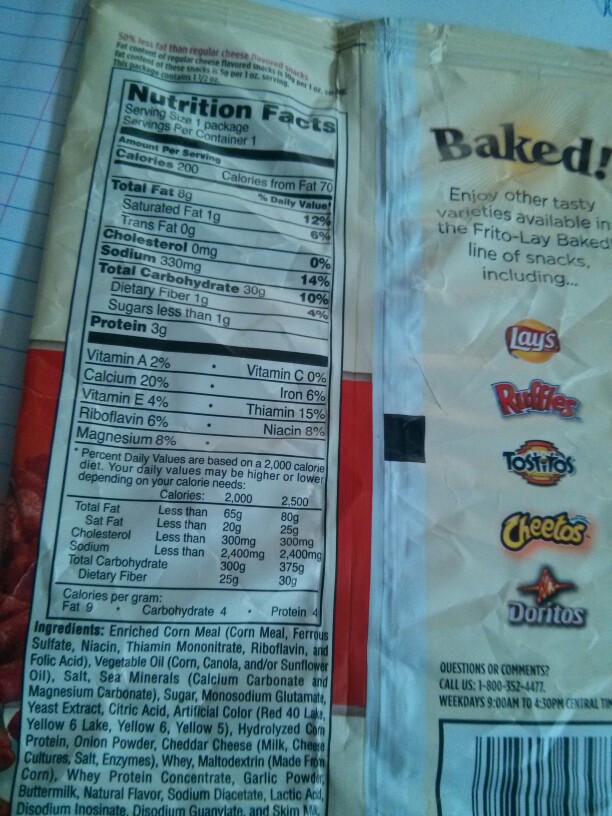 50% less fat than regular cheese flavored snacks
Fat content of regular cheese flavored snacks is 10g per 1 oz.
fat content of these snacks is 5g per 1 oz. serving.
This package contains 1 1/2 oz.
Nutrition Facts
Serving Size 1 package
Servings Per Container 1
Amount Per Serving
Calories 200 Calories from Fat 70
% Daily Value*
Total Fat 8g 12%
Saturated Fat 1g 6%
Trans Fat 0g
Cholesterol 0mg 0%
Sodium 330mg 14%
Total Carbohydrate 30g 10%
Dietary Fiber 1g 4%
Sugars less than 1g
Protein 3g
Vitamin A 2% • Vitamin C 0%
Calcium 20% • Iron 6%
Vitamin E 4% • Thiamin 15%
Riboflavin 6% • Niacin 8%
Magnesium 8% •
* Percent Daily Values are based on a 2,000 calorie
diet. Your daily values may be higher or lower
depending on your calorie needs:
Calories: 2,000 2.500
Total Fat Less than 65g 80g
Sat Fat Less than 20g 25g
Cholesterol Less than 300mg 300mg
Sodium Less than 2,400mg 2,400mg
Total Carbohydrate 300g 375g
Dietary Fiber 25g 30g
Calories per gram:
Fat 9 • Carbohydrate 4 • Protein 4
Ingredients: Enriched Corn Meal (Corn Meal, Ferrous
Sulfate, Niacin, Thiamin Mononitrate, Riboflavin, and
Folic Acid), Vegetable Oil (Corn, Canola, and/or Sunflower
Oil), Salt, Sea Minerals (Calcium Carbonate and
Magnesium Carbonate), Sugar, Monosodium Glutamate,
Yeast Extract, Citric Acid, Artificial Color (Red 40 Lake,
Yellow 6 Lake, Yellow 6, Yellow 5), Hydrolyzed Corn
Protein, Onion Powder, Cheddar Cheese (Milk, Cheese
Cultures, Salt, Enzymes), Whey, Maltodextrin (Made From
Corn), Whey Protein Concentrate, Garlic Powder,
Buttermilk, Natural Flavor, Sodium Diacetate, Lactic Acid,
Disodium Inosinate, Disodium Guanylate, and Skim Milk.
Baked!
Enjoy other tasty
varieties available in
the Frito-Lay Baked!
line of snacks,
including...
Lay's
Ruffles
Tostitos
Cheetos
Doritos
QUESTIONS OR COMMENTS?
CALL US: 1-800-352-4477.
WEEKDAYS 9:00AM TO 4:30PM CENTRAL TIM